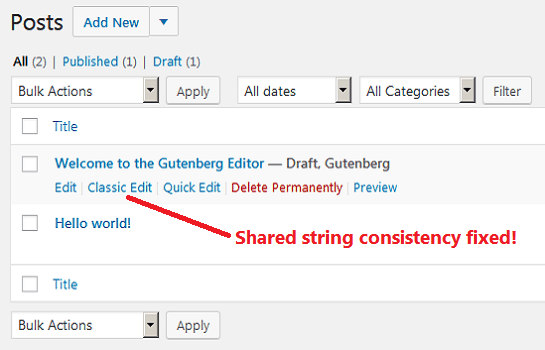 Posts Add New
All (2) | Published (1) | Draft (1)
Bulk Actions Apply All dates All Categories Filter
Title
Welcome to the Gutenberg Editor — Draft, Gutenberg
Edit | Classic Edit | Quick Edit | Delete Permanently | Preview
Hello world!
Shared string consistency fixed!
Title
Bulk Actions Apply